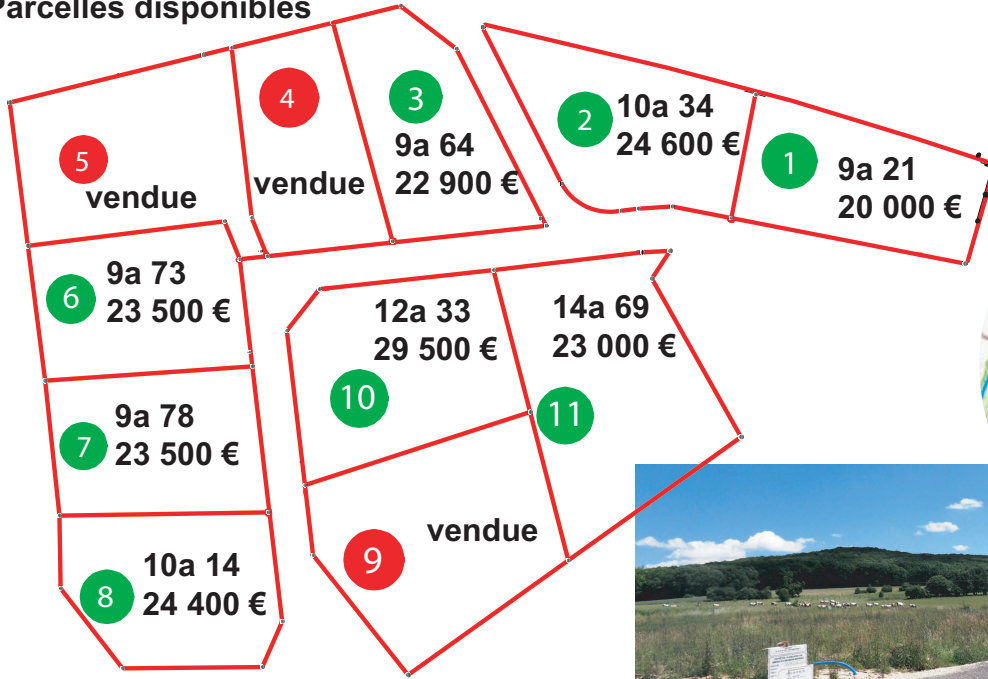 Parcelles disponibles
5
vendue
4
vendue
3
9a 64
22 900 €
2
10a 34
24 600 €
1
9a 21
20 000 €
6
9a 73
23 500 €
7
9a 78
23 500 €
8
10a 14
24 400 €
12a 33
29 500 €
10
14a 69
23 000 €
11
9
vendue